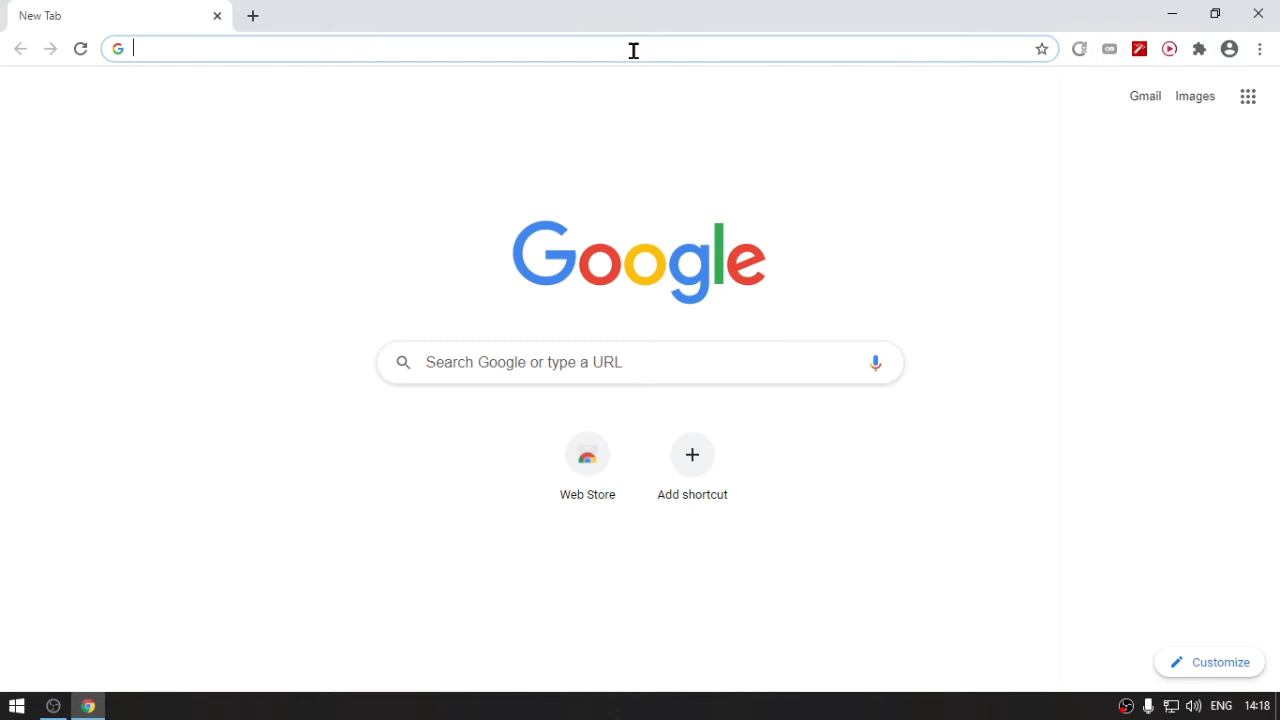 New Tab
Gmail Images
Google
Search Google or type a URL
Web Store Add shortcut
Customize
ENG 14:18